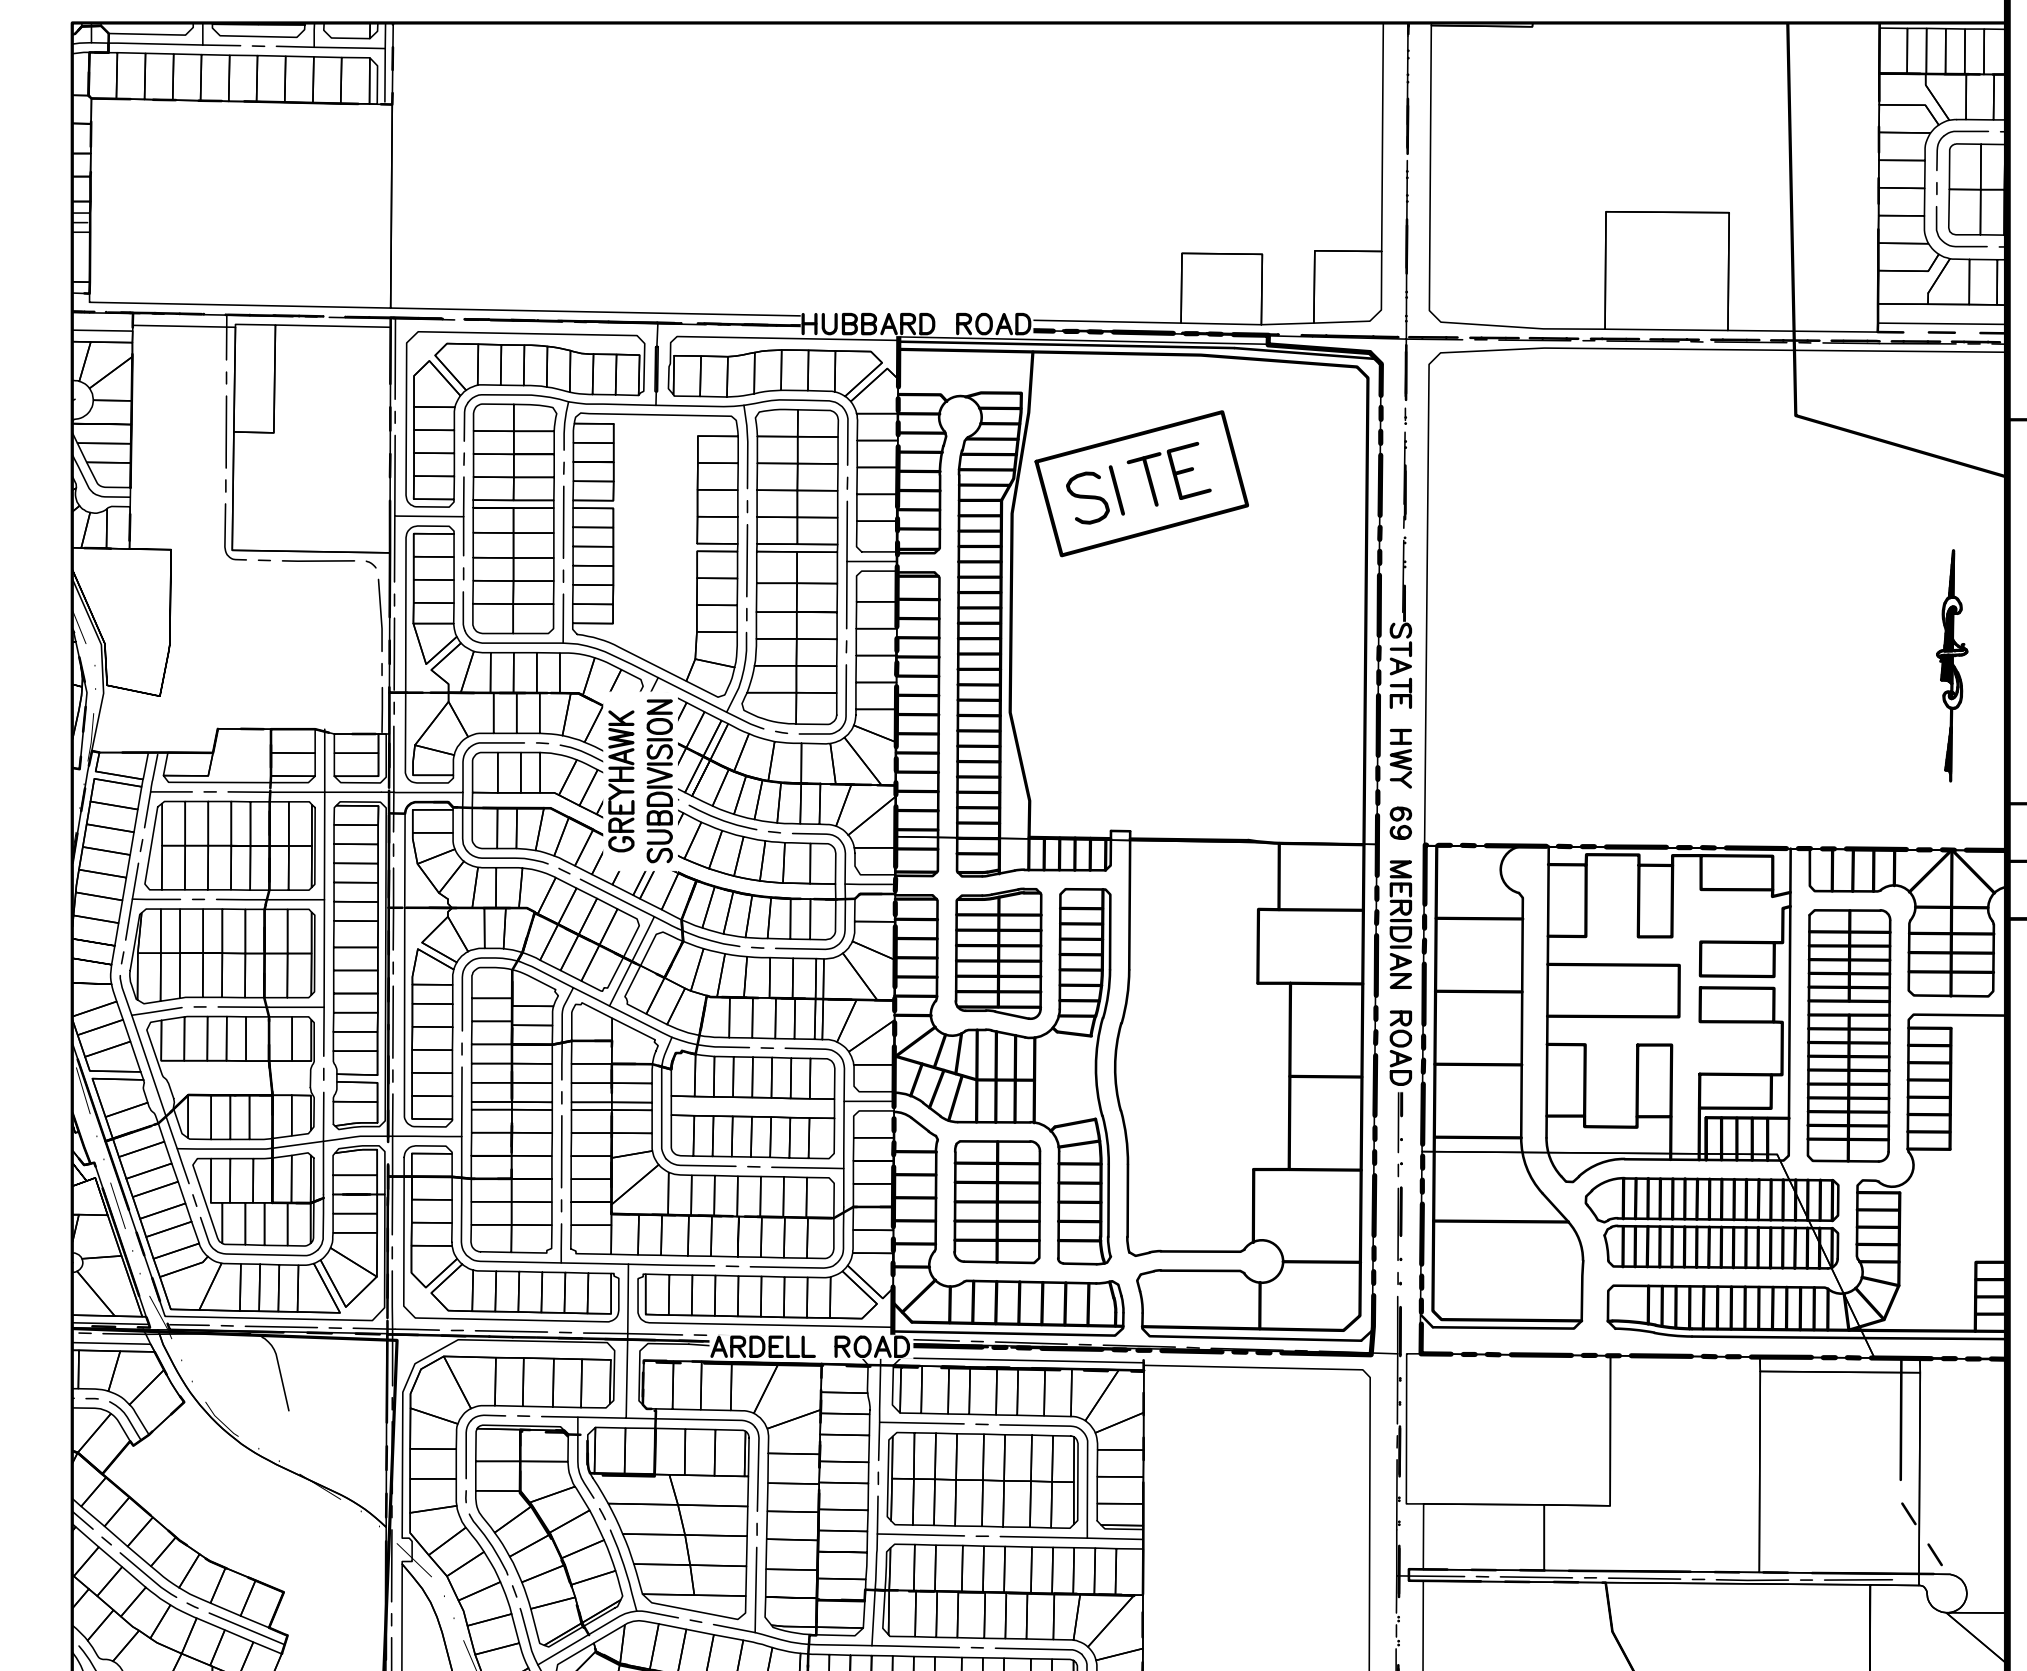 HUBBARD ROAD
SITE
STATE HWY 69 MERIDIAN ROAD
GREYHAWK
SUBDIVISION
ARDELL ROAD